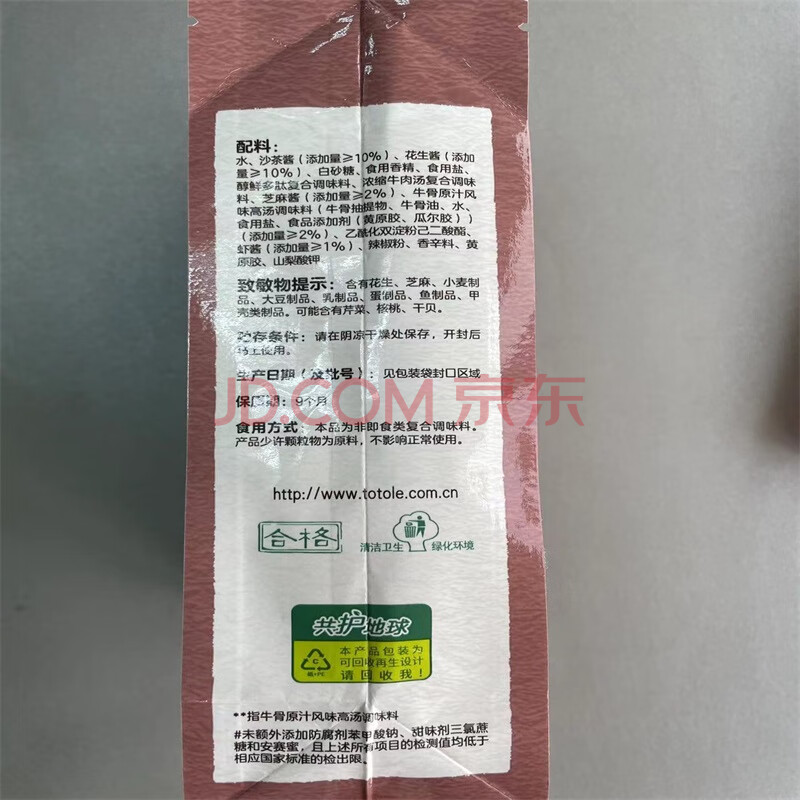 配料：
水、沙茶酱（添加量≥10%）、花生酱（添加
量≥10%）、白砂糖、食用香精、食用盐、
醇鲜多肽复合调味料、浓缩牛肉汤复合调味
料、芝麻酱（添加量≥2%）、牛骨原汁风
味高汤调味料（牛骨抽提物、牛骨油、水、
食用盐、食品添加剂（黄原胶、瓜尔胶））
（添加量≥2%）、乙酰化双淀粉己二酸酯、
虾酱（添加量≥1%）、辣椒粉、香辛料、黄
原胶、山梨酸钾
致敏物提示：含有花生、芝麻、小麦制
品、大豆制品、乳制品、蛋制品、鱼制品、甲
壳类制品。可能含有芹菜、核桃、干贝。
贮存条件：请在阴凉干燥处保存，开封后
马上使用。
生产日期（及批号）：见包装袋封口区域
JD.COM 京东
保质期：9个月
食用方式：本品为非即食类复合调味料。
产品少许颗粒物为原料，不影响正常使用。
http://www.totole.com.cn
合格
清洁卫生 绿化环境
共护地球
本产品包装为
可回收再生设计
请回收我！
C
纸+PE
**指牛骨原汁风味高汤调味料
#未额外添加防腐剂苯甲酸钠、甜味剂三氯蔗
糖和安赛蜜，且上述所有项目的检测值均低于
相应国家标准的检出限。